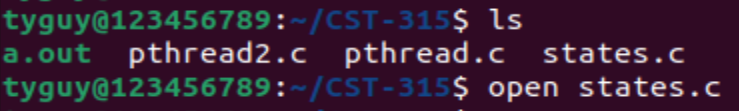 tyguy@123456789:~/CST-315$ ls
a.out  pthread2.c  pthread.c  states.c
tyguy@123456789:~/CST-315$ open states.c